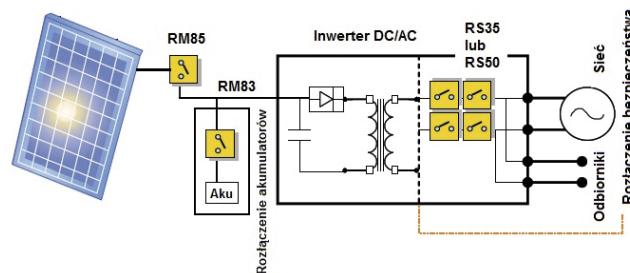 RM85
RM83
Aku
Rozłączenie akumulatorów
Inwerter DC/AC
RS35
lub
RS50
Sieć
Odbiorniki
Rozłączenie bezpieczeństwa